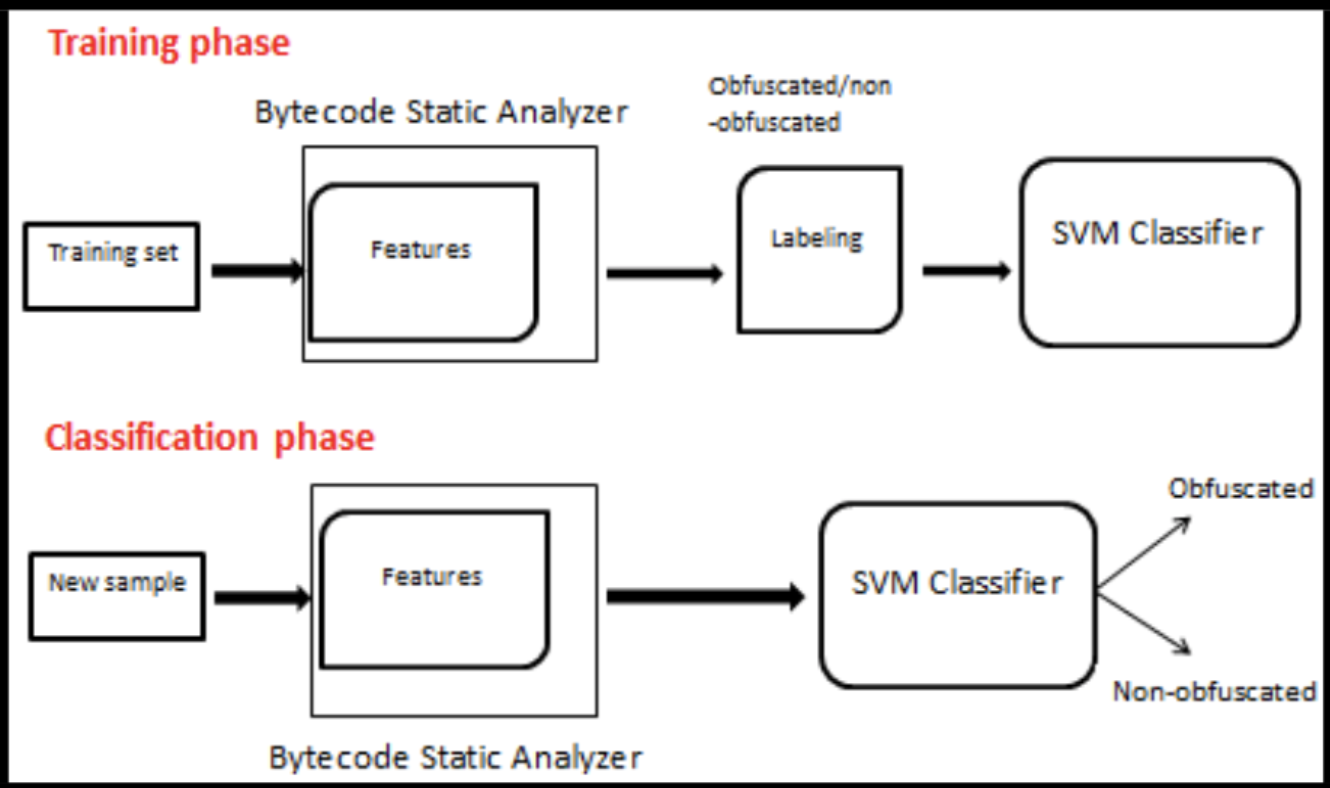 Training phase
Bytecode Static Analyzer
Obfuscated/non
-obfuscated
Training set
Features
Labeling
SVM Classifier
Classification phase
New sample
Features
SVM Classifier
Obfuscated
Non-obfuscated
Bytecode Static Analyzer